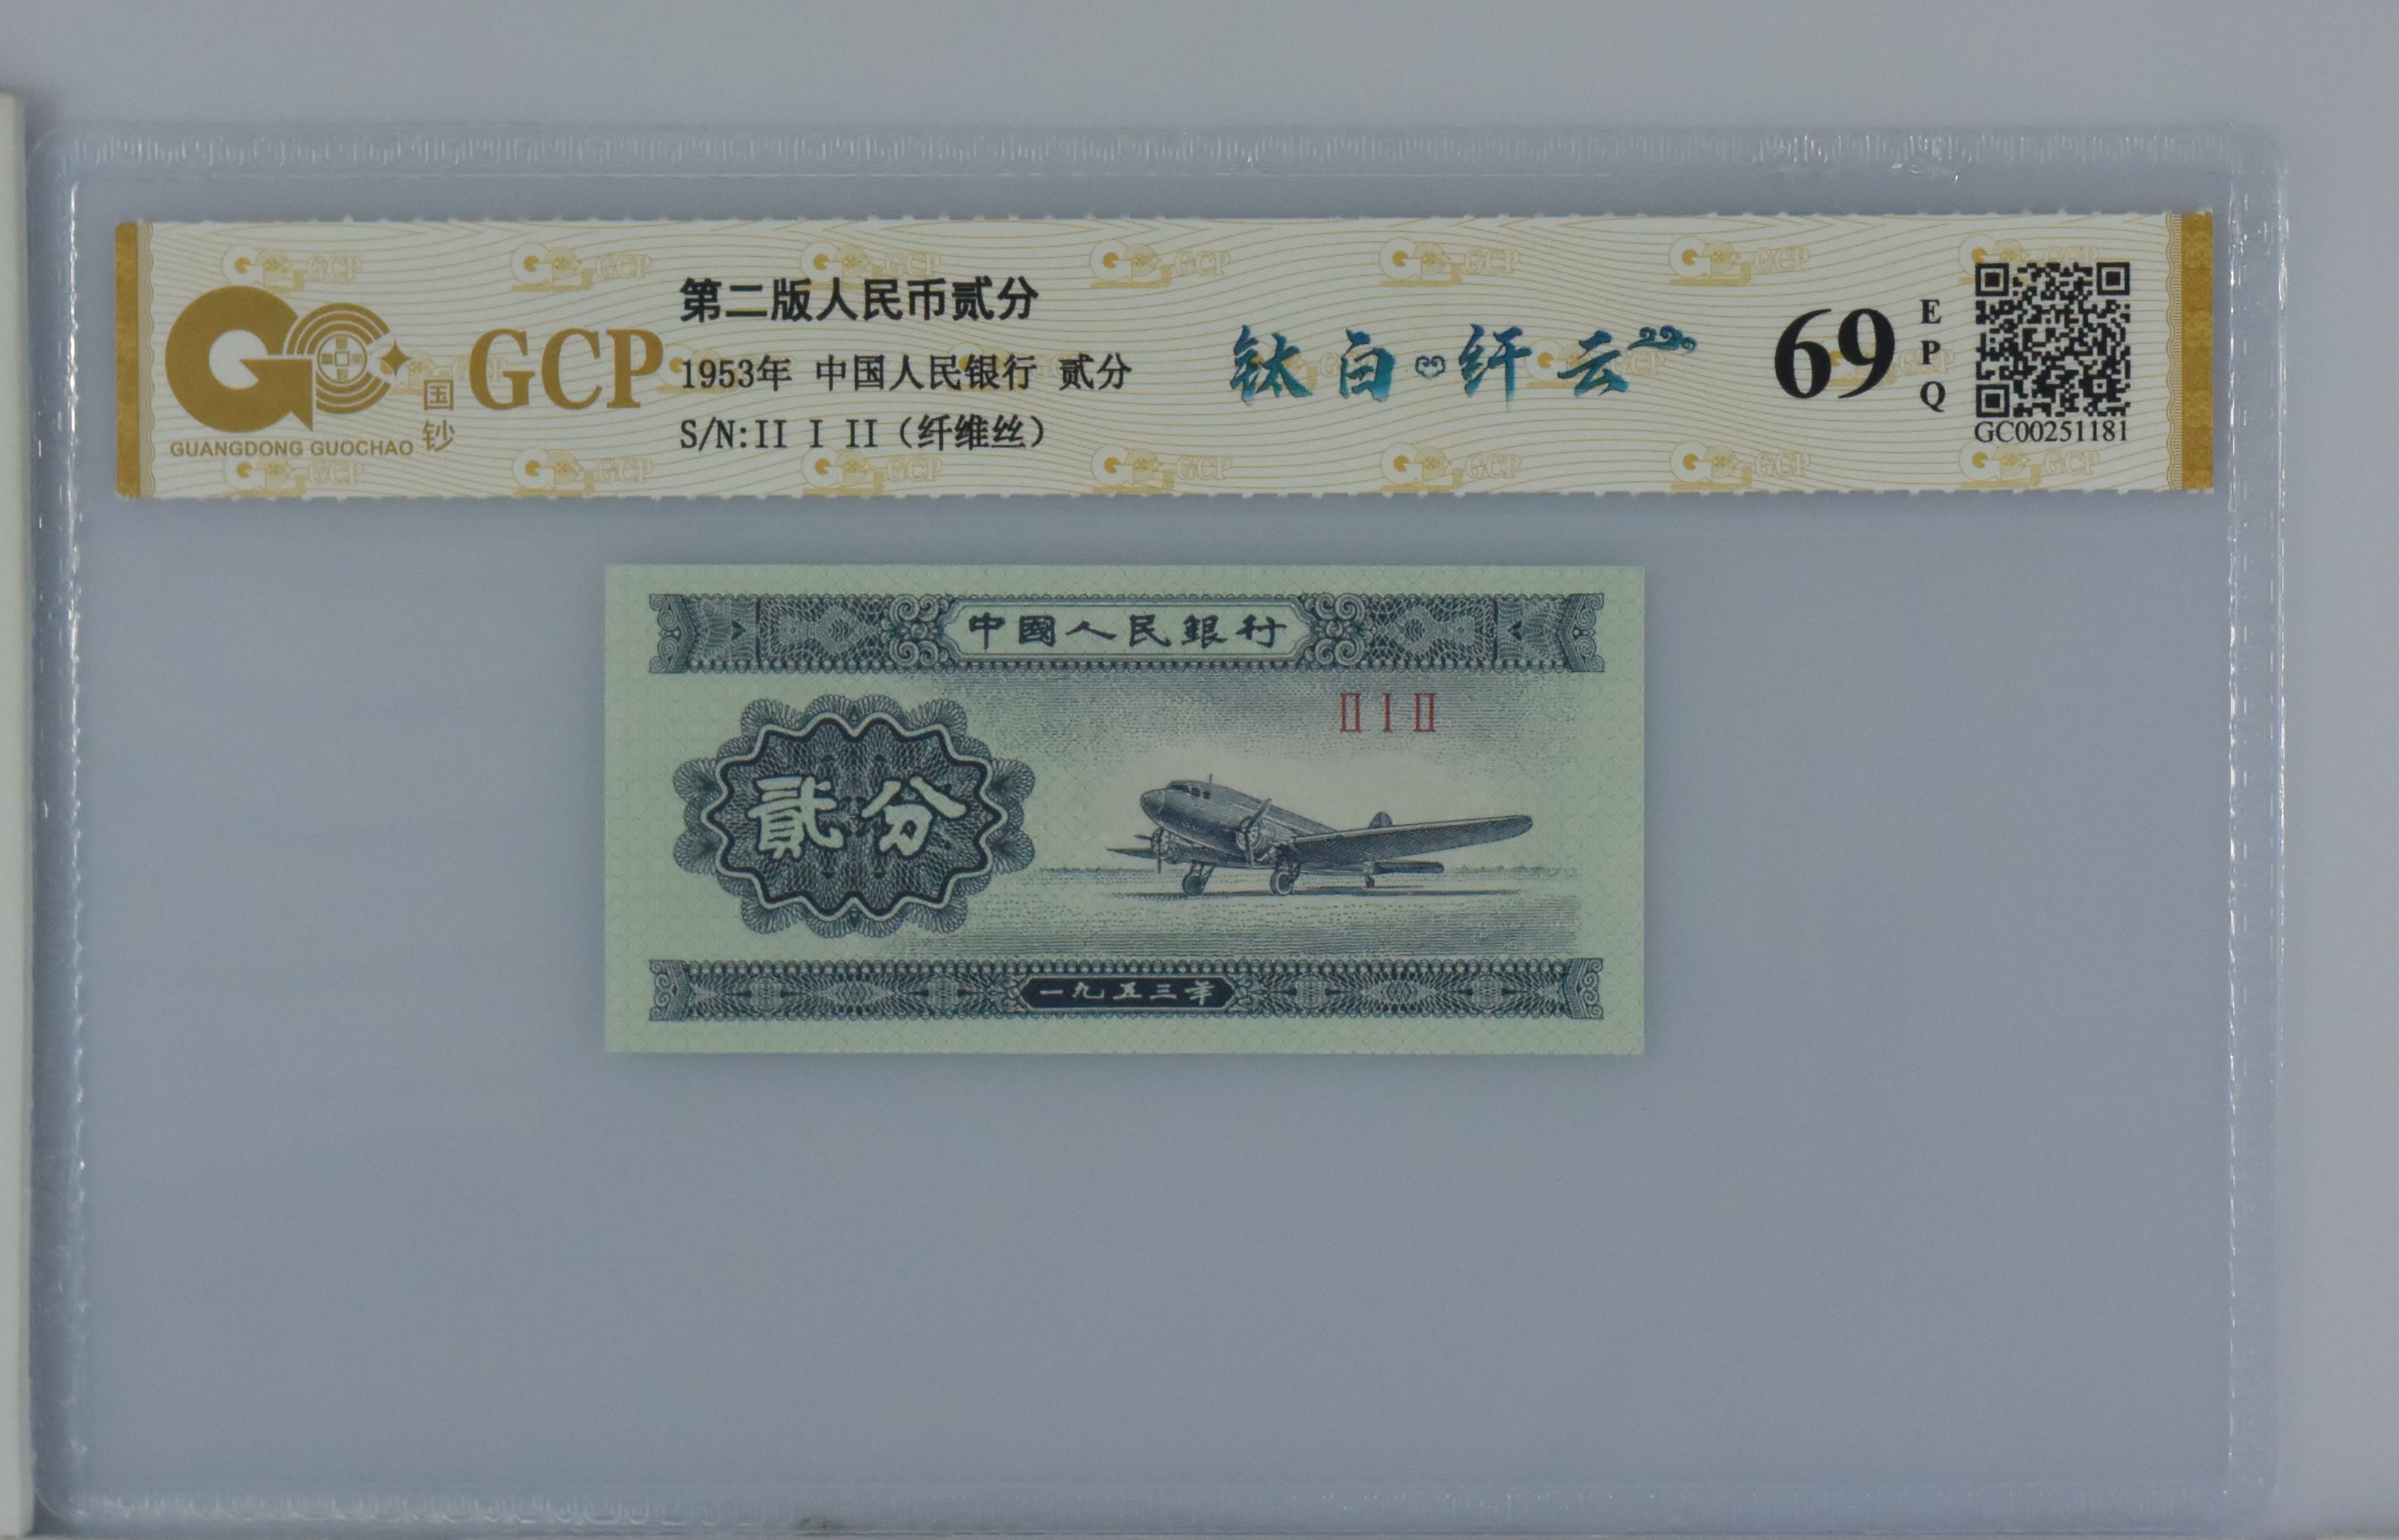 GCP
国钞
GUANGDONG GUOCHAO
第二版人民币贰分
1953年 中国人民银行 贰分
S/N:II I II（纤维丝）
钛白·纤云
69
EPQ
GC00251181
中國人民銀行
II I II
貳分
一九五三年